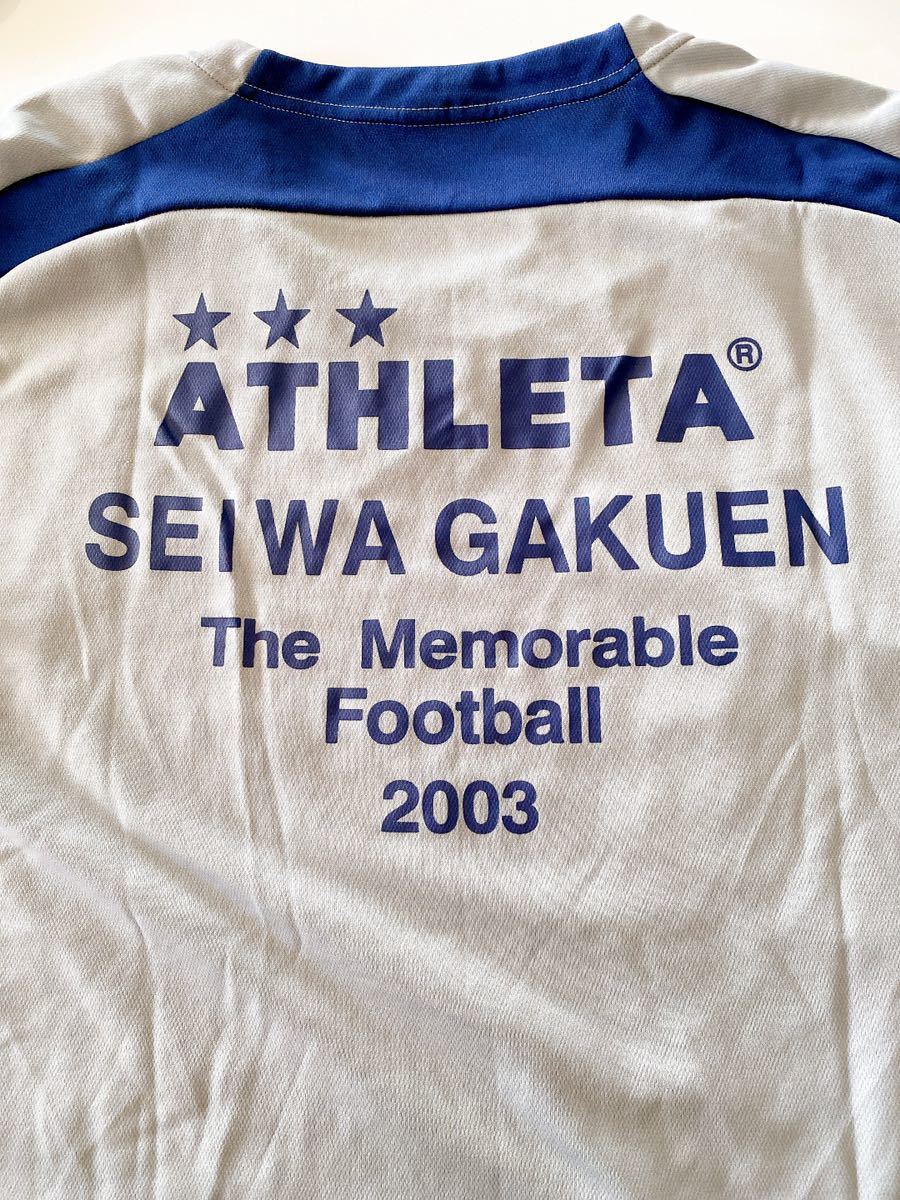 ATHLETA®
SEIWA GAKUEN
The Memorable
Football
2003